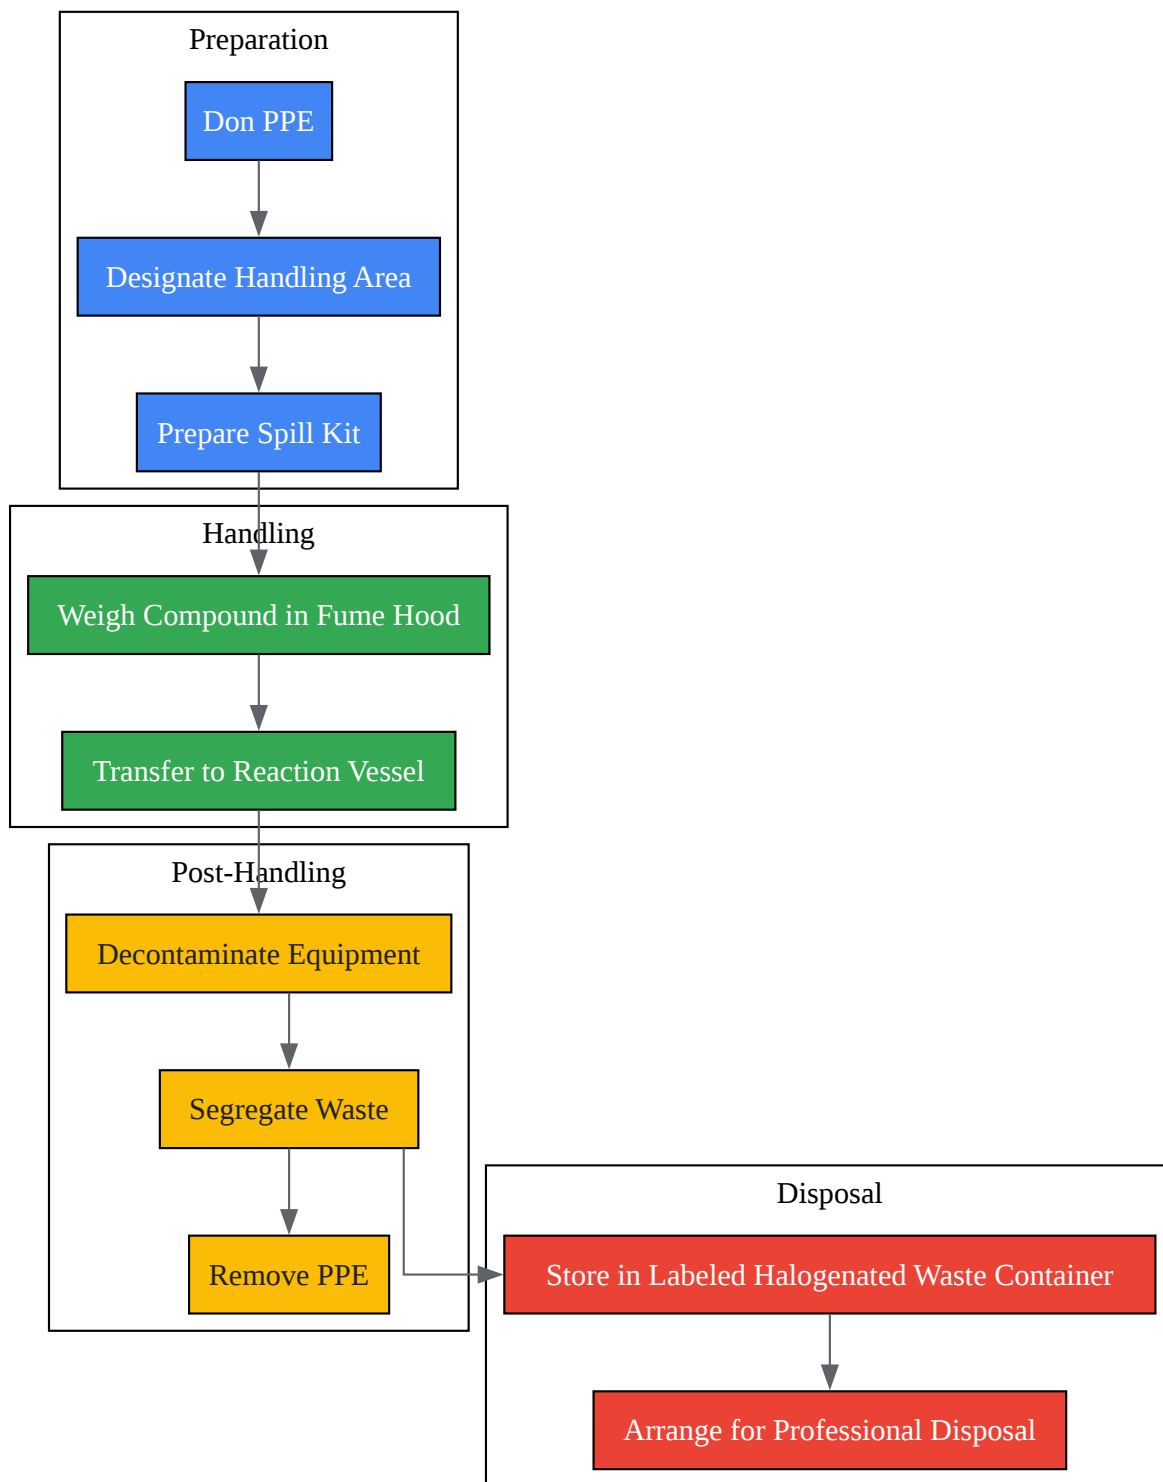 Preparation
Don PPE
Designate Handling Area
Prepare Spill Kit
Handling
Weigh Compound in Fume Hood
Transfer to Reaction Vessel
Post-Handling
Decontaminate Equipment
Segregate Waste
Remove PPE
Disposal
Store in Labeled Halogenated Waste Container
Arrange for Professional Disposal